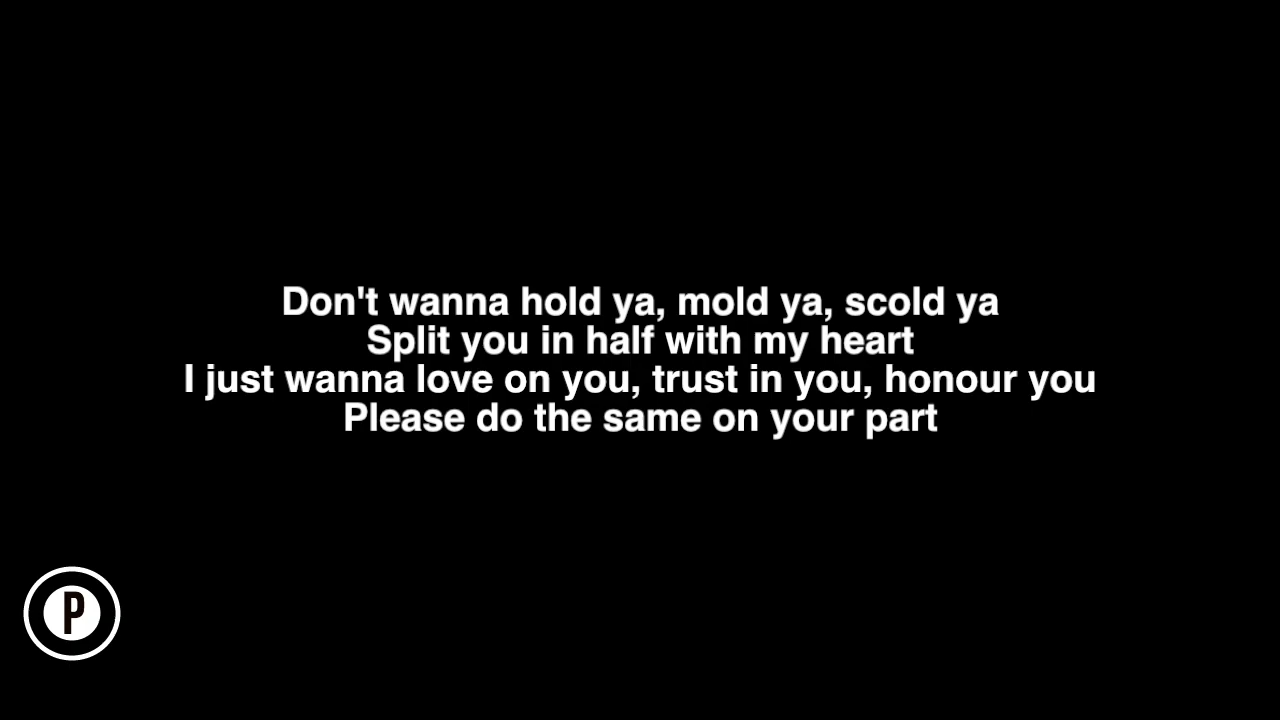 Don't wanna hold ya, mold ya, scold ya
Split you in half with my heart
I just wanna love on you, trust in you, honour you
Please do the same on your part
P